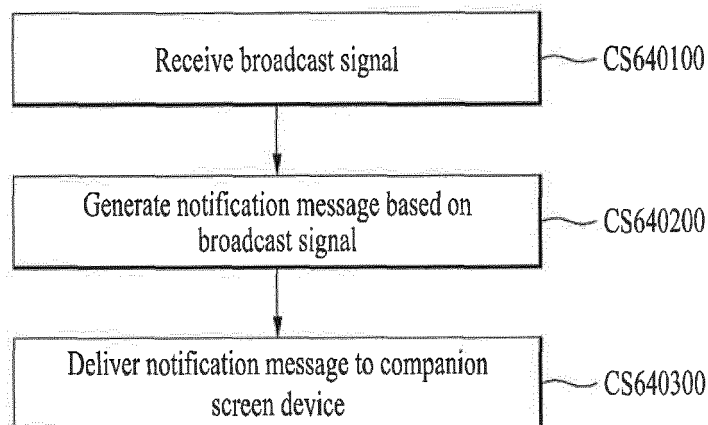 Receive broadcast signal
CS640100
Generate notification message based on
broadcast signal
CS640200
Deliver notification message to companion
screen device
CS640300